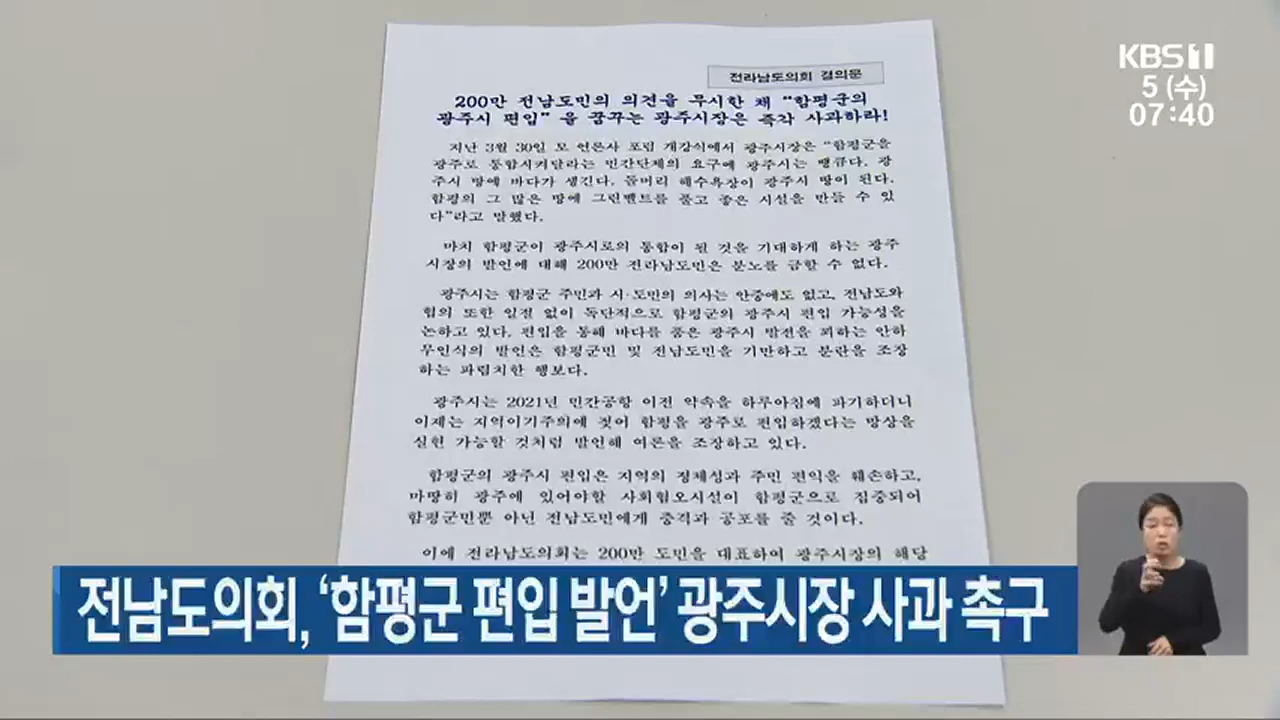 KBS 1
5 (수)
07:40
전라남도의회 결의문
200만 전남도민의 의견을 무시한 채 “함평군의
광주시 편입” 을 꿈꾸는 광주시장은 즉각 사과하라!
지난 3월 30일 모 언론사 포럼 개강식에서 광주시장은 “함평군을
광주로 통합시켜달라는 민간단체의 요구에 광주시는 땡큐다. 광
주시 땅에 바다가 생긴다. 돌머리 해수욕장이 광주시 땅이 된다.
함평의 그 많은 땅에 그린벨트를 풀고 좋은 시설을 만들 수 있
다”라고 말했다.
마치 함평군이 광주시로의 통합이 될 것을 기대하게 하는 광주
시장의 발언에 대해 200만 전라남도민은 분노를 금할 수 없다.
광주시는 함평군 주민과 시·도민의 의사는 안중에도 없고, 전남도와
협의 또한 일절 없이 독단적으로 함평군의 광주시 편입 가능성을
논하고 있다. 편입을 통해 바다를 품은 광주시 발전을 꾀하는 안하
무인식의 발언은 함평군민 및 전남도민을 기만하고 분란을 조장
하는 파렴치한 행보다.
광주시는 2021년 민간공항 이전 약속을 하루아침에 파기하더니
이제는 지역이기주의에 젖어 함평을 광주로 편입하겠다는 망상을
실현 가능할 것처럼 발언해 여론을 조장하고 있다.
함평군의 광주시 편입은 지역의 정체성과 주민 편익을 훼손하고,
마땅히 광주에 있어야할 사회혐오시설이 함평군으로 집중되어
함평군민뿐 아닌 전남도민에게 충격과 공포를 줄 것이다.
이에 전라남도의회는 200만 도민을 대표하여 광주시장의 해당
전남도의회, ‘함평군 편입 발언’ 광주시장 사과 촉구